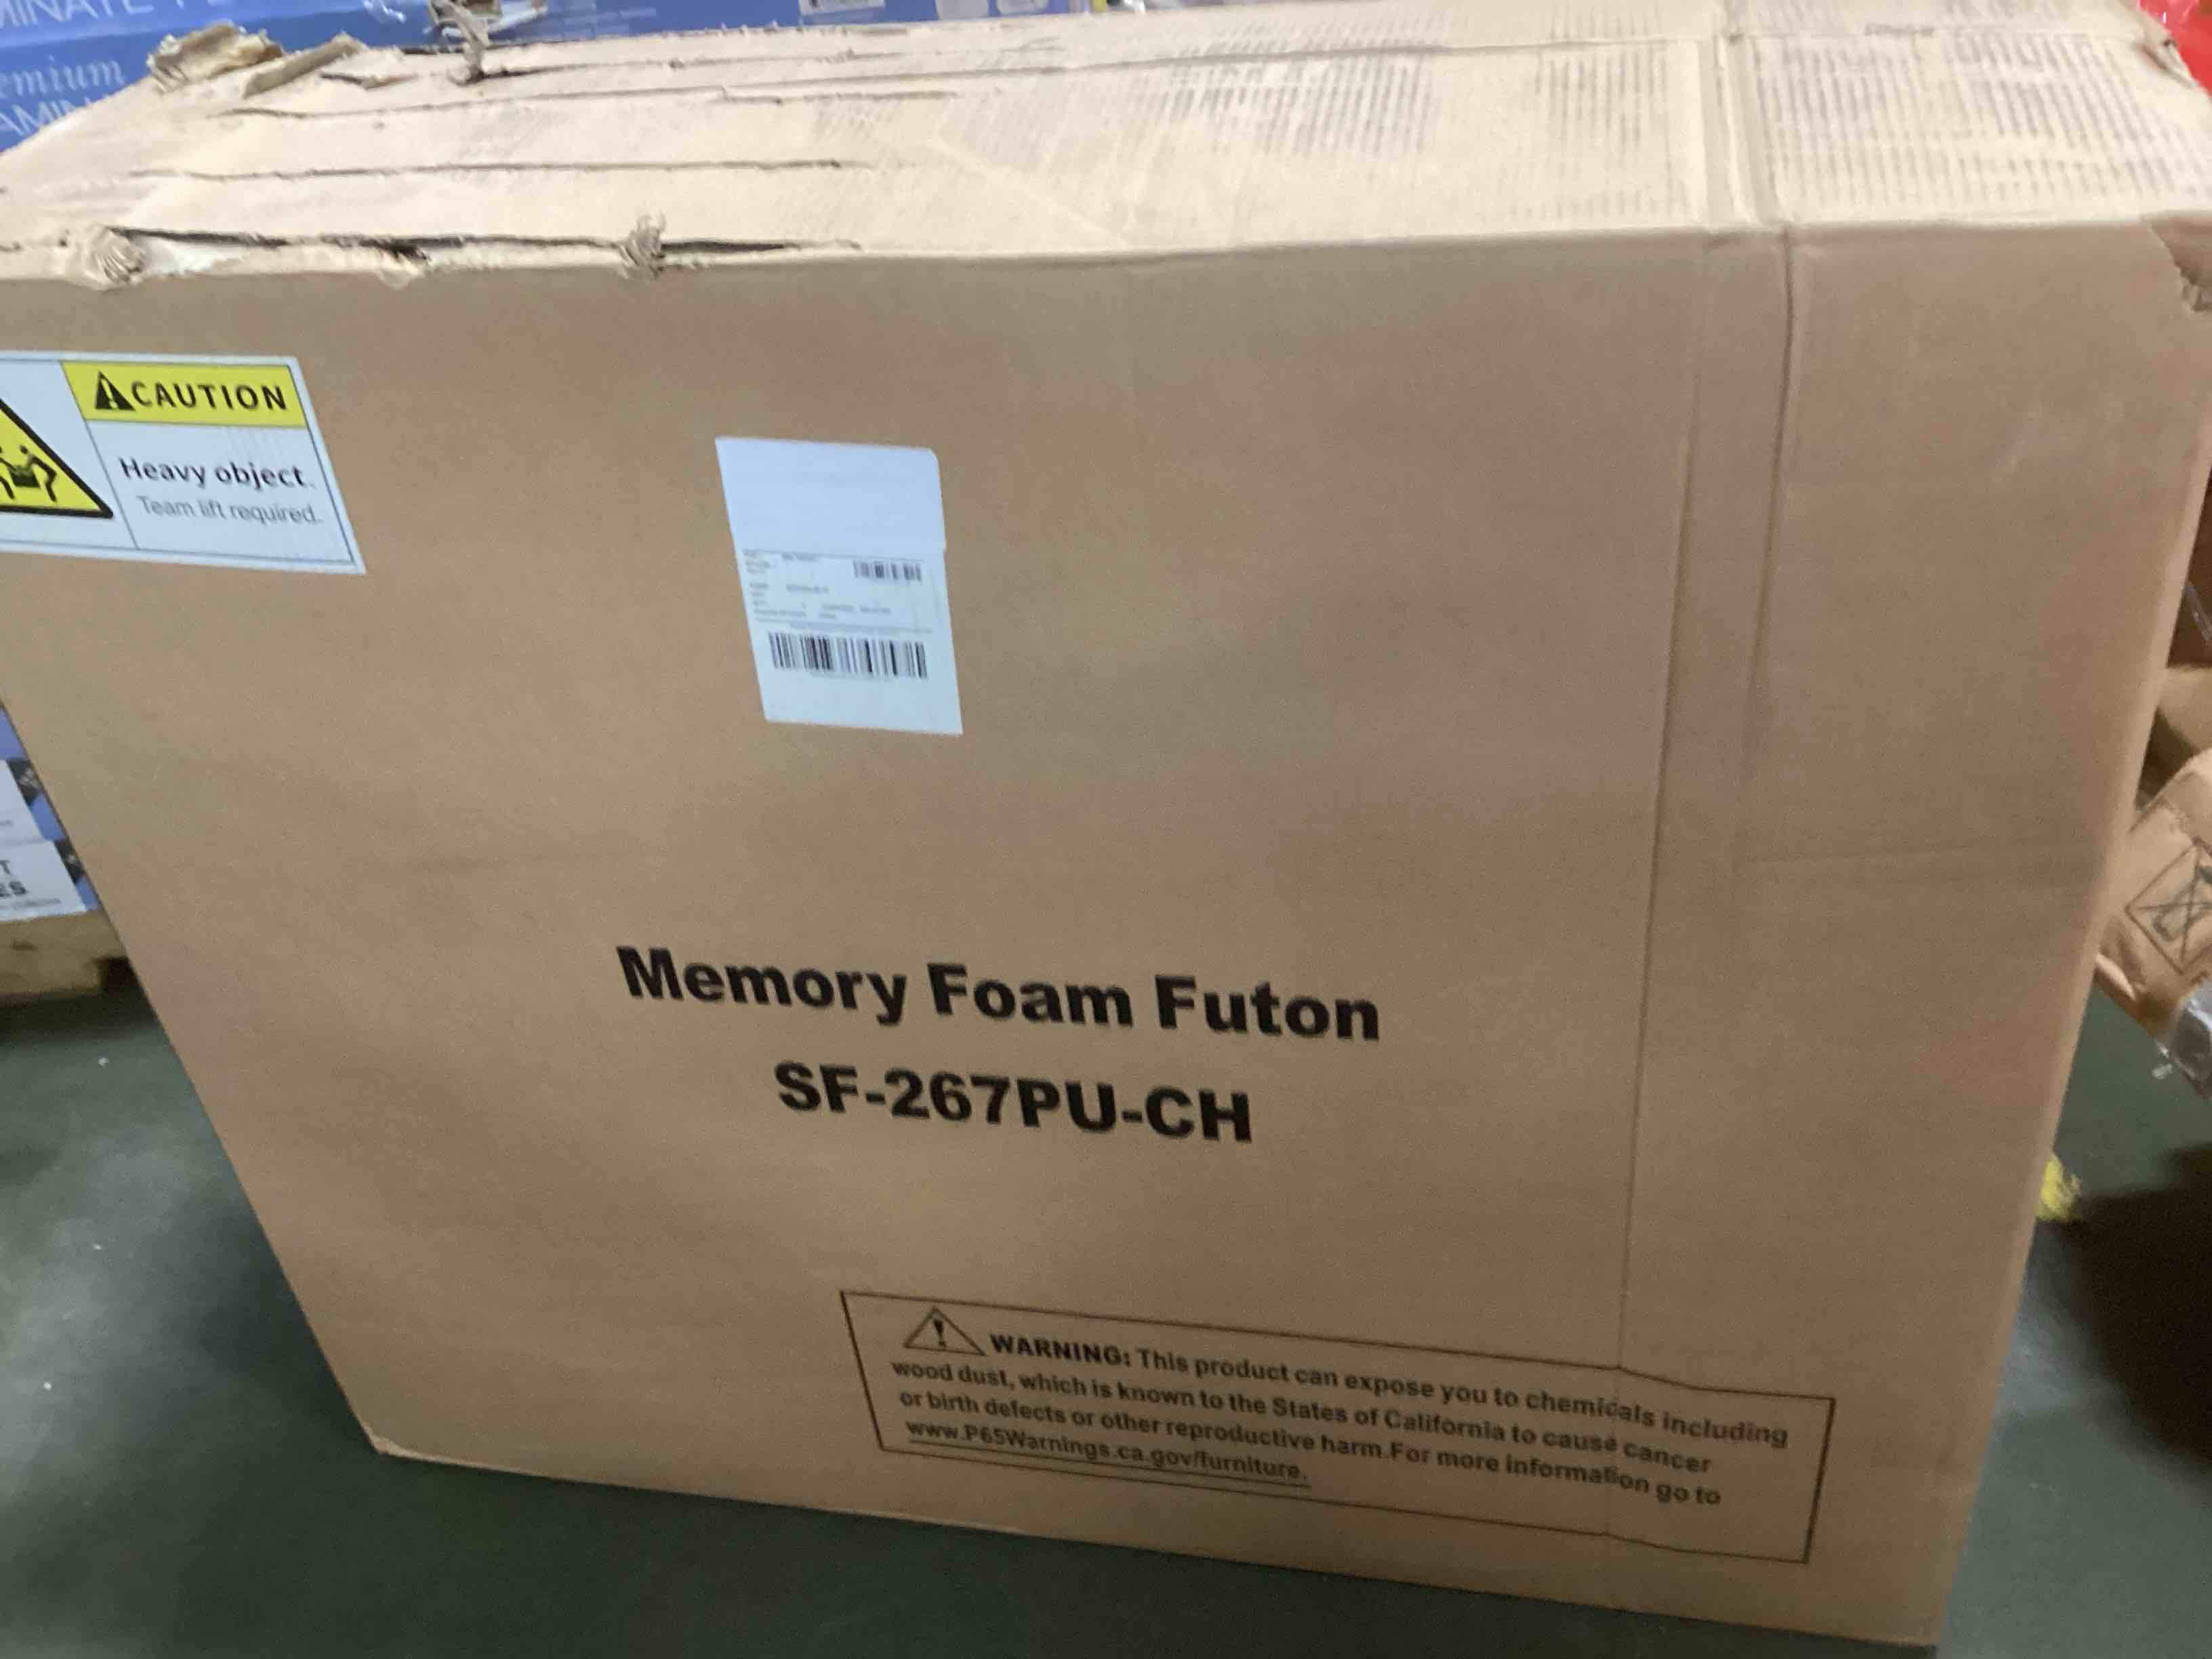 emium
CAUTION
Heavy object.
Team lift required.
Memory Foam Futon
SF-267PU-CH
WARNING: This product can expose you to chemicals including
wood dust, which is known to the States of California to cause cancer
or birth defects or other reproductive harm.For more information go to
www.P65Warnings.ca.gov/furniture.